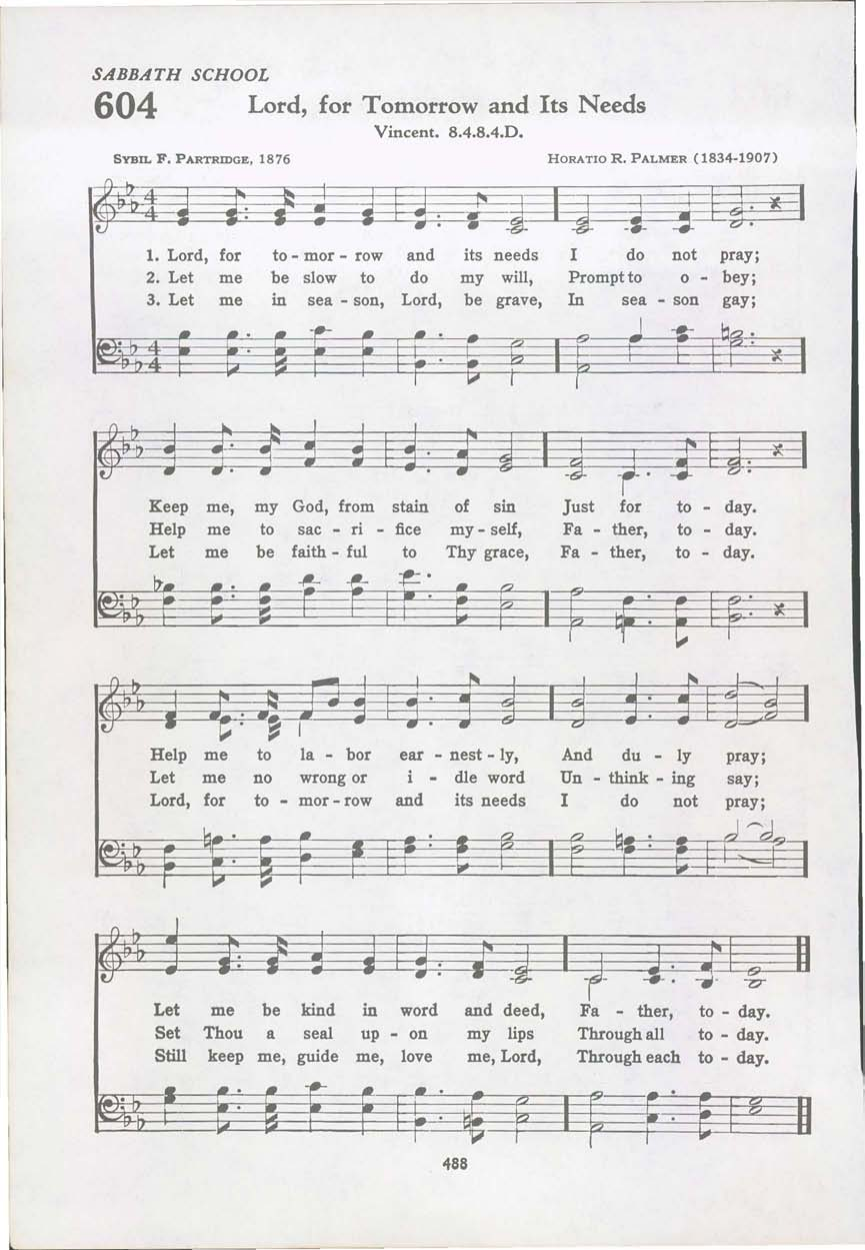 SABBATH SCHOOL
604 Lord, for Tomorrow and Its Needs
Vincent. 8.4.8.4.D.
SYBIL F. PARTRIDGE, 1876 HORATIO R. PALMER (1834-1907)
4
4
1. Lord, for to - mor - row and its needs I do not pray;
2. Let me be slow to do my will, Prompt to o - bey;
3. Let me in sea - son, Lord, be grave, In sea - son gay;
4
4
Keep me, my God, from stain of sin Just for to - day.
Help me to sac - ri - fice my - self, Fa - ther, to - day.
Let me be faith - ful to Thy grace, Fa - ther, to - day.
Help me to la - bor ear - nest - ly, And du - ly pray;
Let me no wrong or i - dle word Un - think - ing say;
Lord, for to - mor - row and its needs I do not pray;
Let me be kind in word and deed, Fa - ther, to - day.
Set Thou a seal up - on my lips Through all to - day.
Still keep me, guide me, love me, Lord, Through each to - day.
488